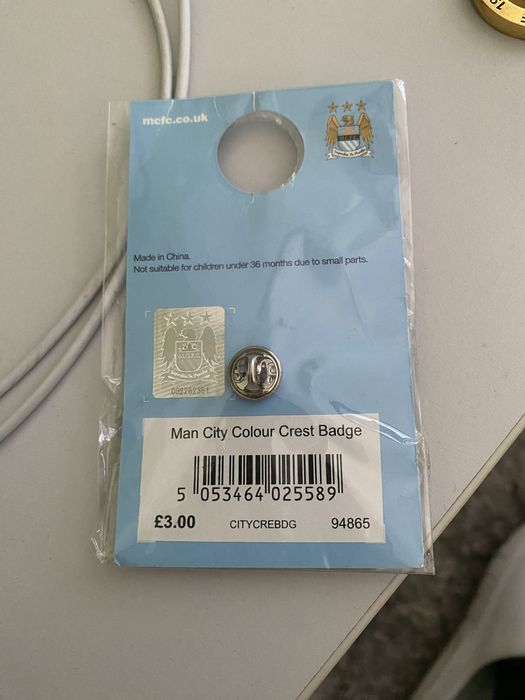 mcfc.co.uk
M.C.F.C.
Made in China.
Not suitable for children under 36 months due to small parts.
M.C.F.C.
Man City Colour Crest Badge
5 053464 025589
£3.00 CITYCREBDG 94865